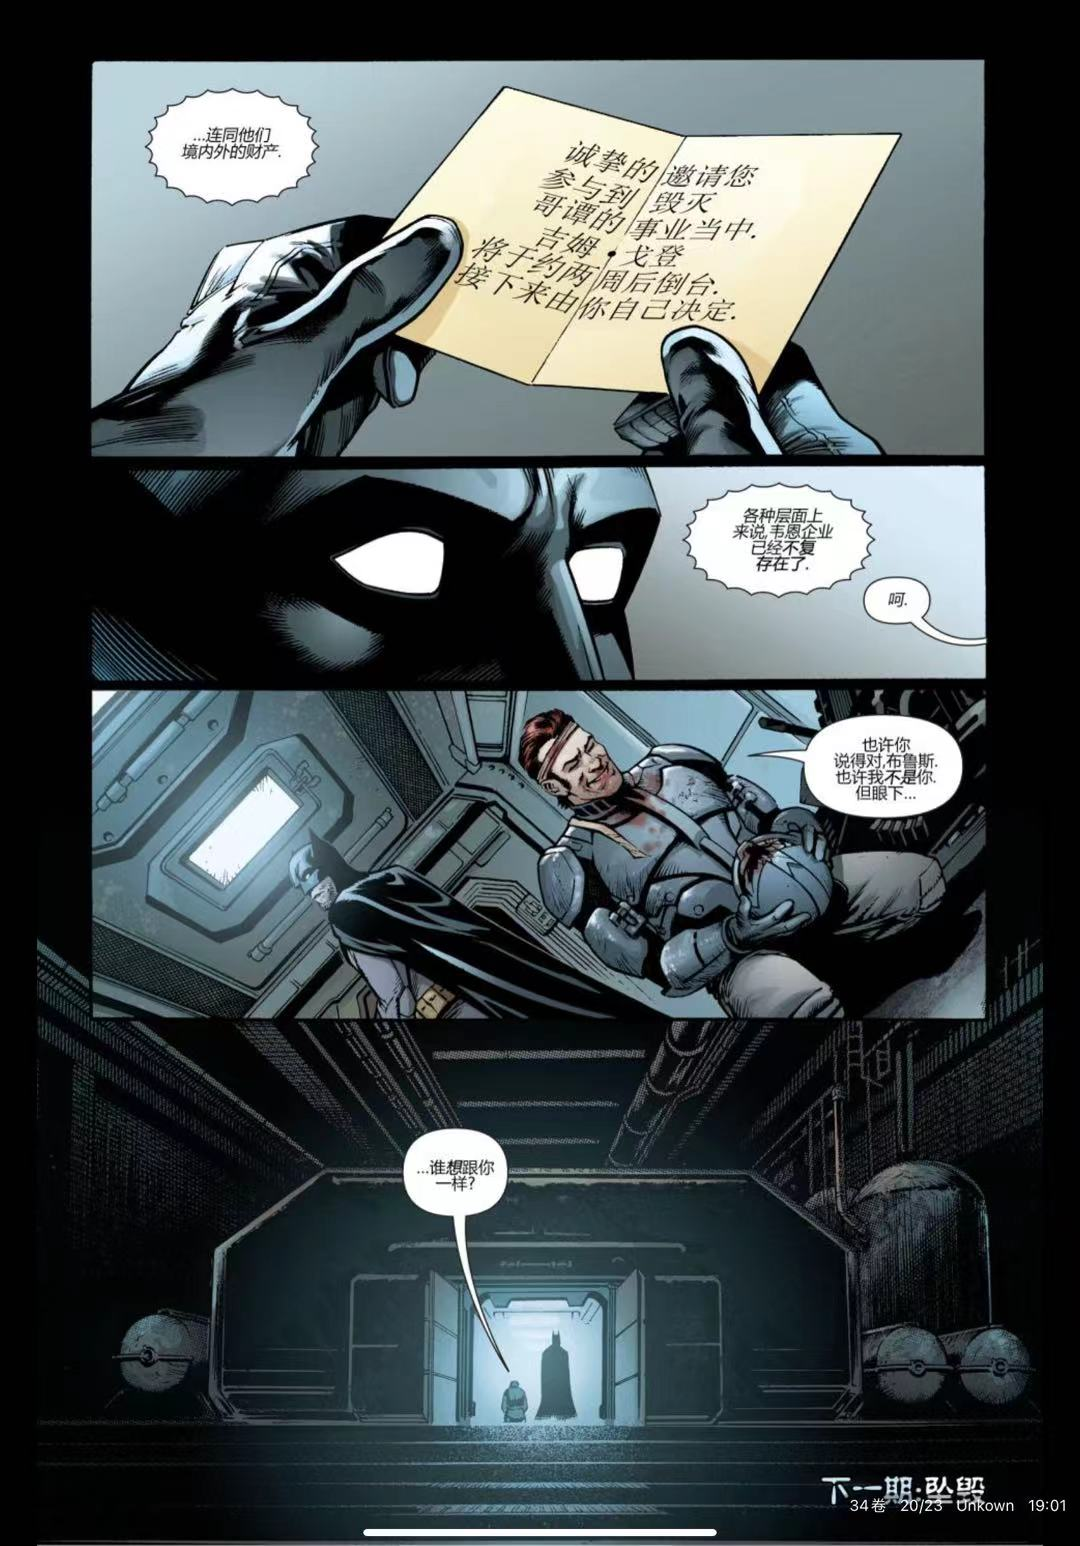 ...连同他们
境内外的财产.
诚挚的邀请您
参与到毁灭
哥谭的事业当中.
吉姆·戈登
将于约两周后倒台.
接下来由你自己决定.
各种层面上
来说,韦恩企业
已经不复
存在了.
呵.
也许你
说得对,布鲁斯.
也许我不是你.
但眼下...
...谁想跟你
一样?
下一期:坠毁
34卷 20/23 Unkown 19:01